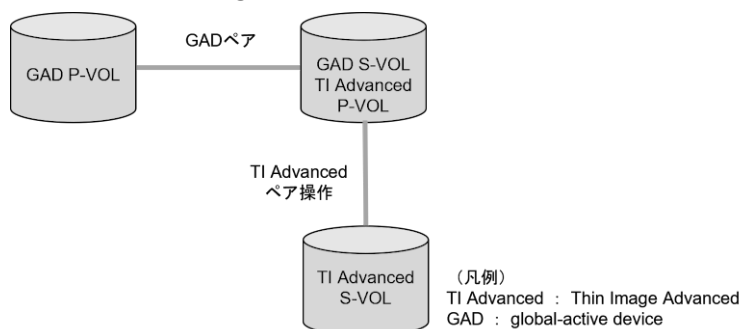 GADペア
GAD P-VOL
GAD S-VOL
TI Advanced
P-VOL
TI Advanced
ペア操作
TI Advanced
S-VOL
（凡例）
TI Advanced ： Thin Image Advanced
GAD ： global-active device